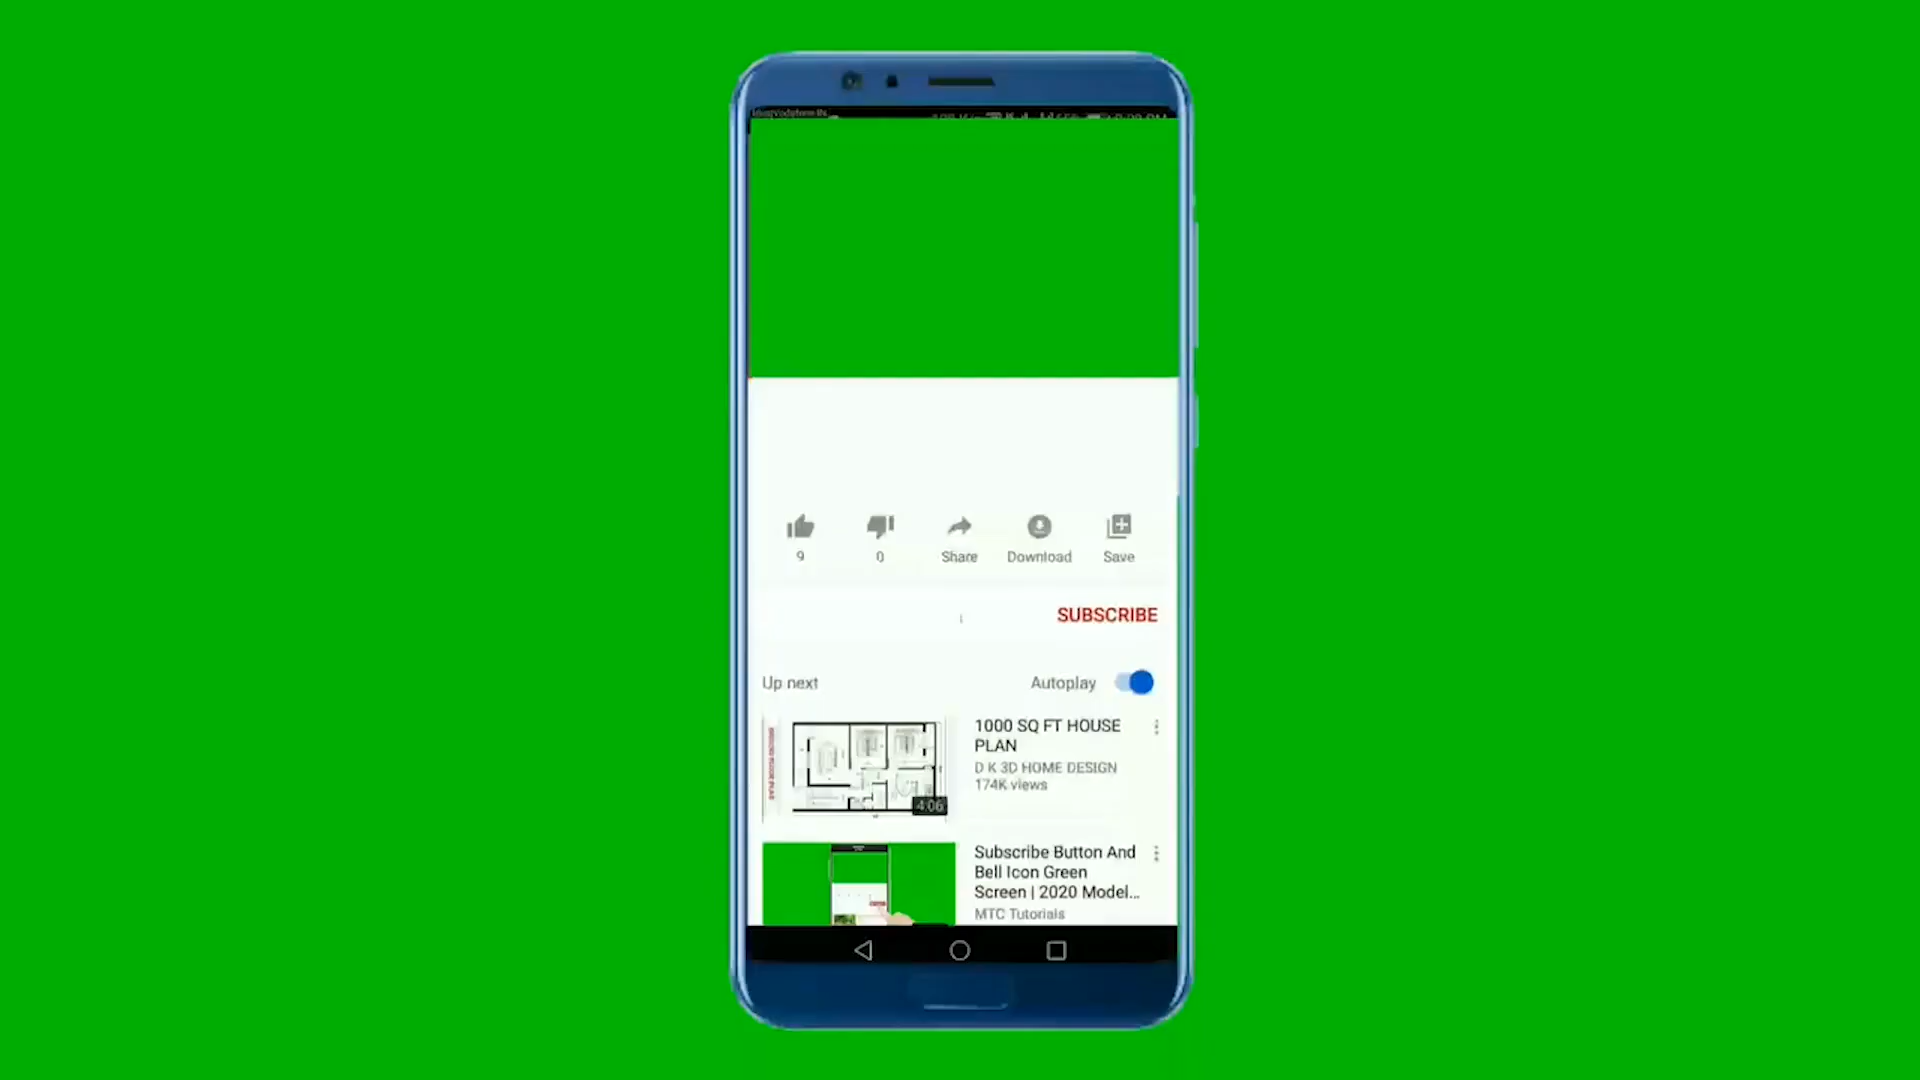 9
0
Share
Download
Save
SUBSCRIBE
Up next
Autoplay
1000 SQ FT HOUSE
PLAN
D K 3D HOME DESIGN
174K views
4:06
Subscribe Button And
Bell Icon Green
Screen | 2020 Model...
MTC Tutorials